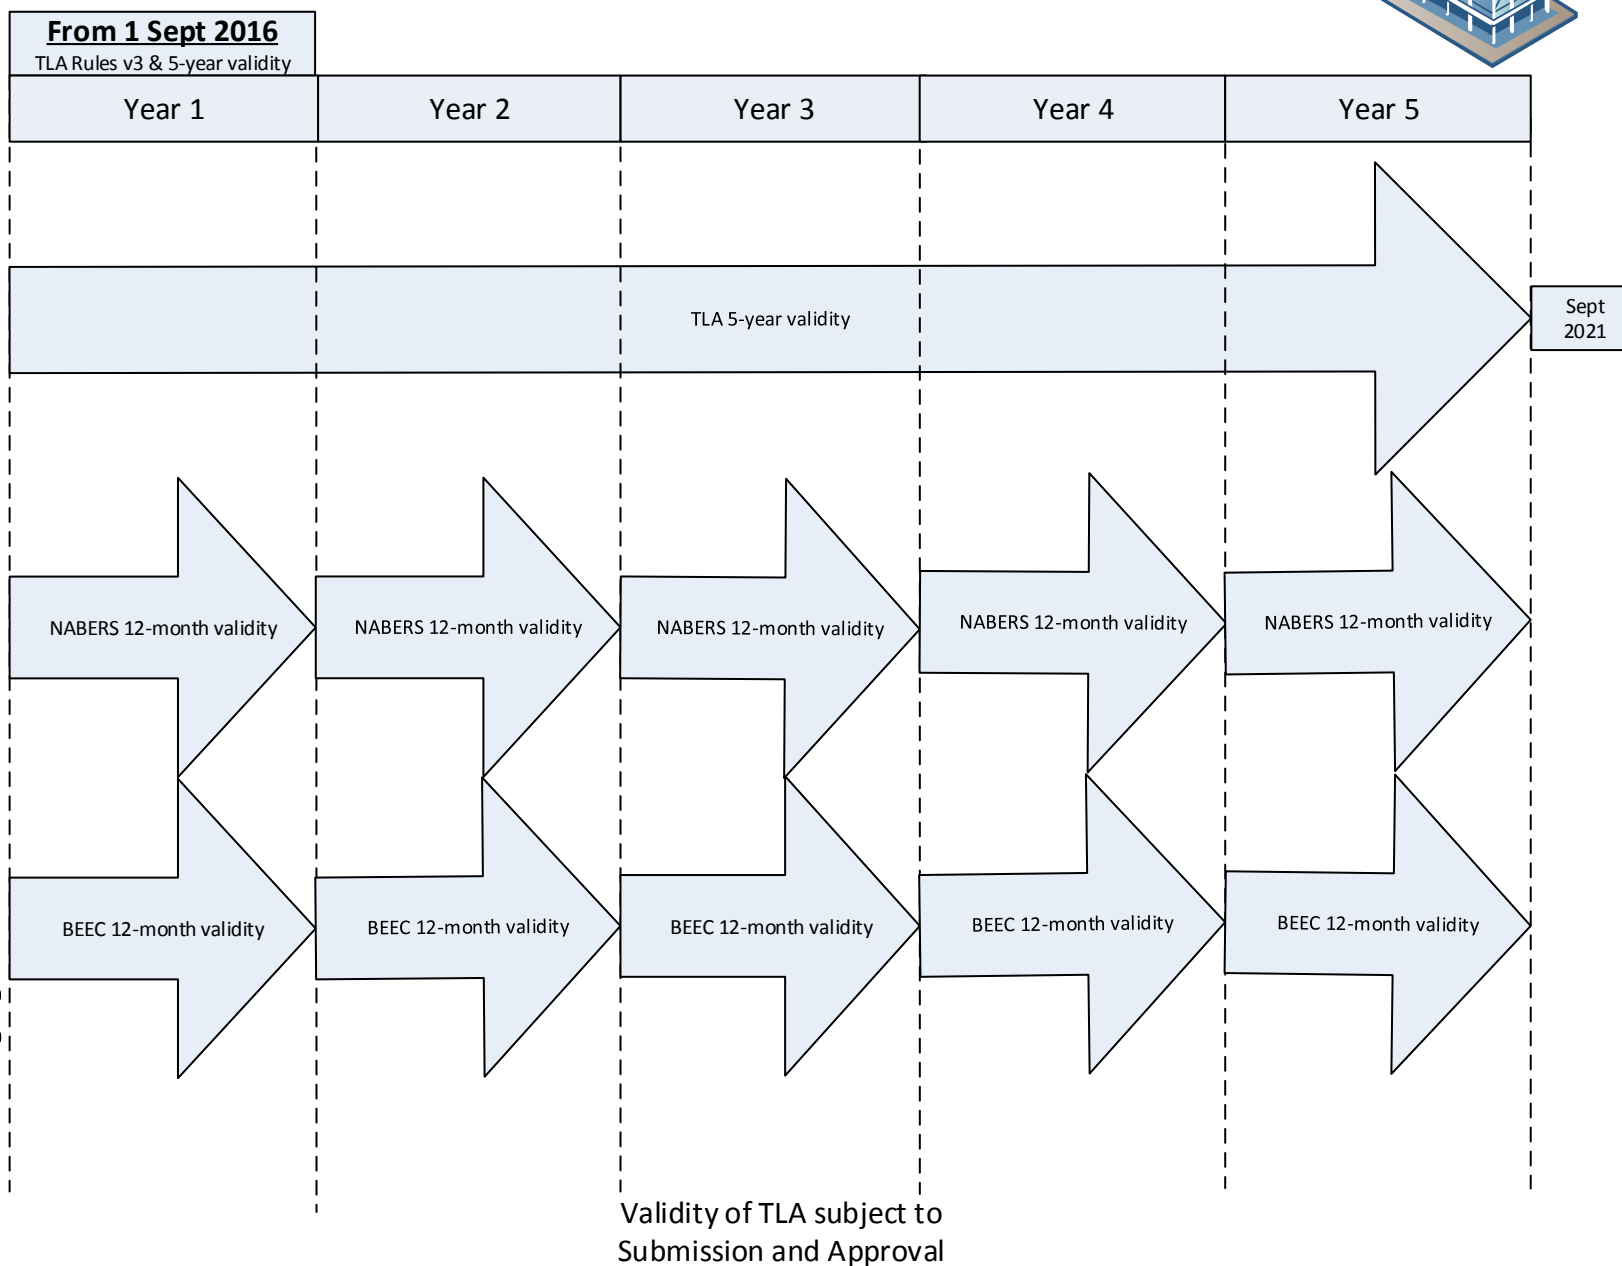 From 1 Sept 2016
TLA Rules v3 & 5-year validity
Year 1
Year 2
Year 3
Year 4
Year 5
TLA 5-year validity
Sept
2021
NABERS 12-month validity
NABERS 12-month validity
NABERS 12-month validity
NABERS 12-month validity
NABERS 12-month validity
BEEC 12-month validity
BEEC 12-month validity
BEEC 12-month validity
BEEC 12-month validity
BEEC 12-month validity
Validity of TLA subject to
Submission and Approval